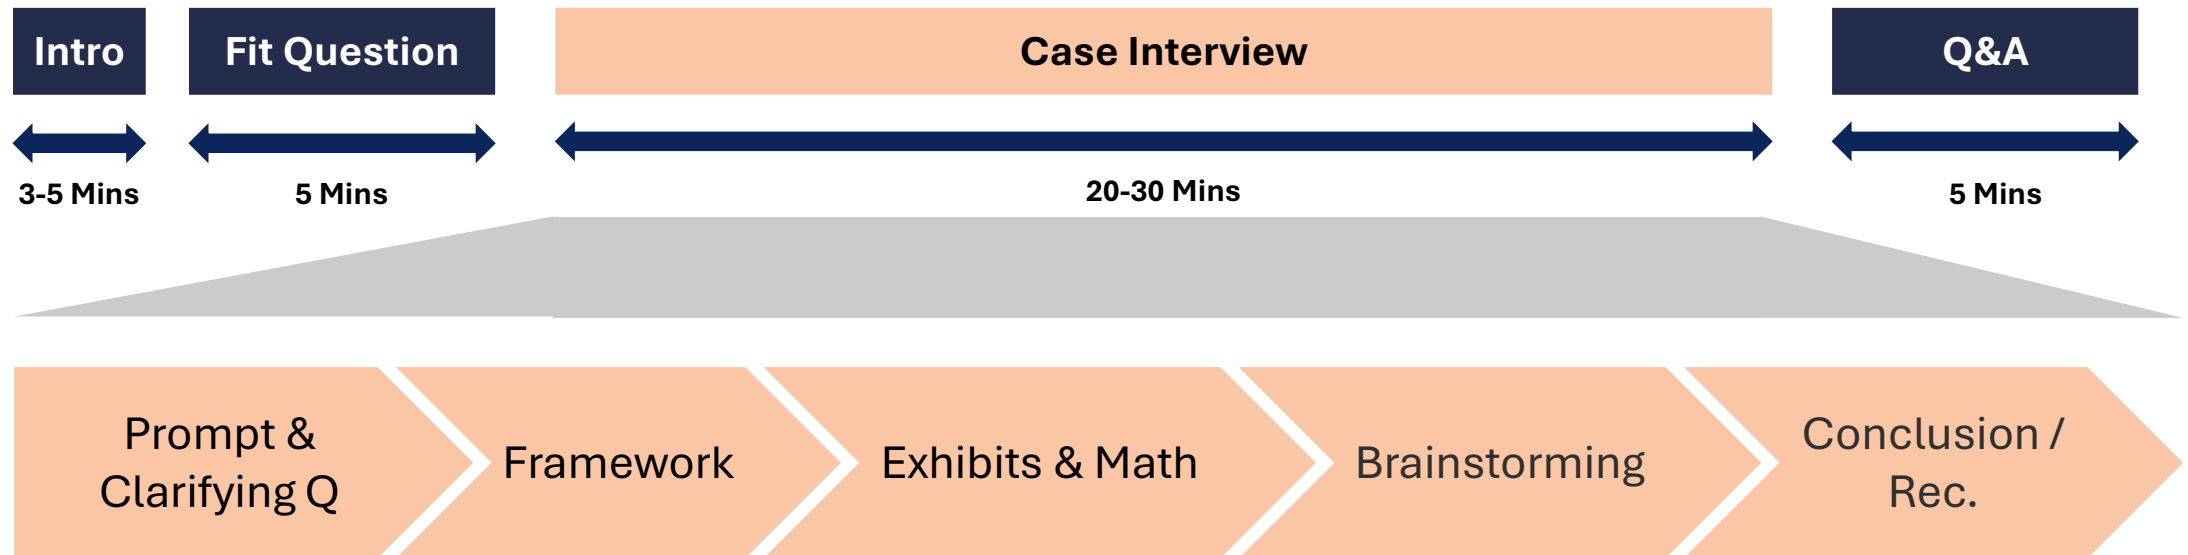 Intro
Fit Question
Case Interview
Q&A
3-5 Mins
5 Mins
20-30 Mins
5 Mins
Prompt &
Clarifying Q
Framework
Exhibits & Math
Brainstorming
Conclusion /
Rec.